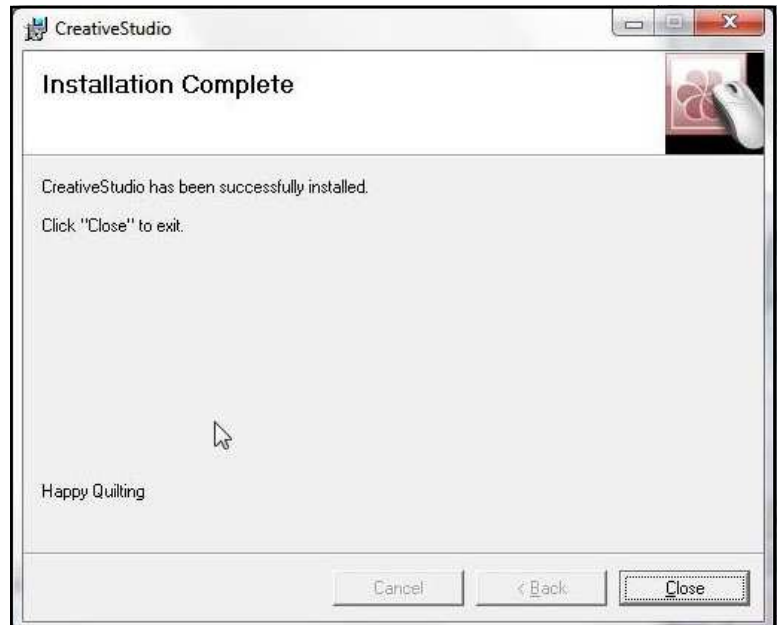 CreativeStudio
Installation Complete
CreativeStudio has been successfully installed.
Click "Close" to exit.
Happy Quilting
Cancel
< Back
Close